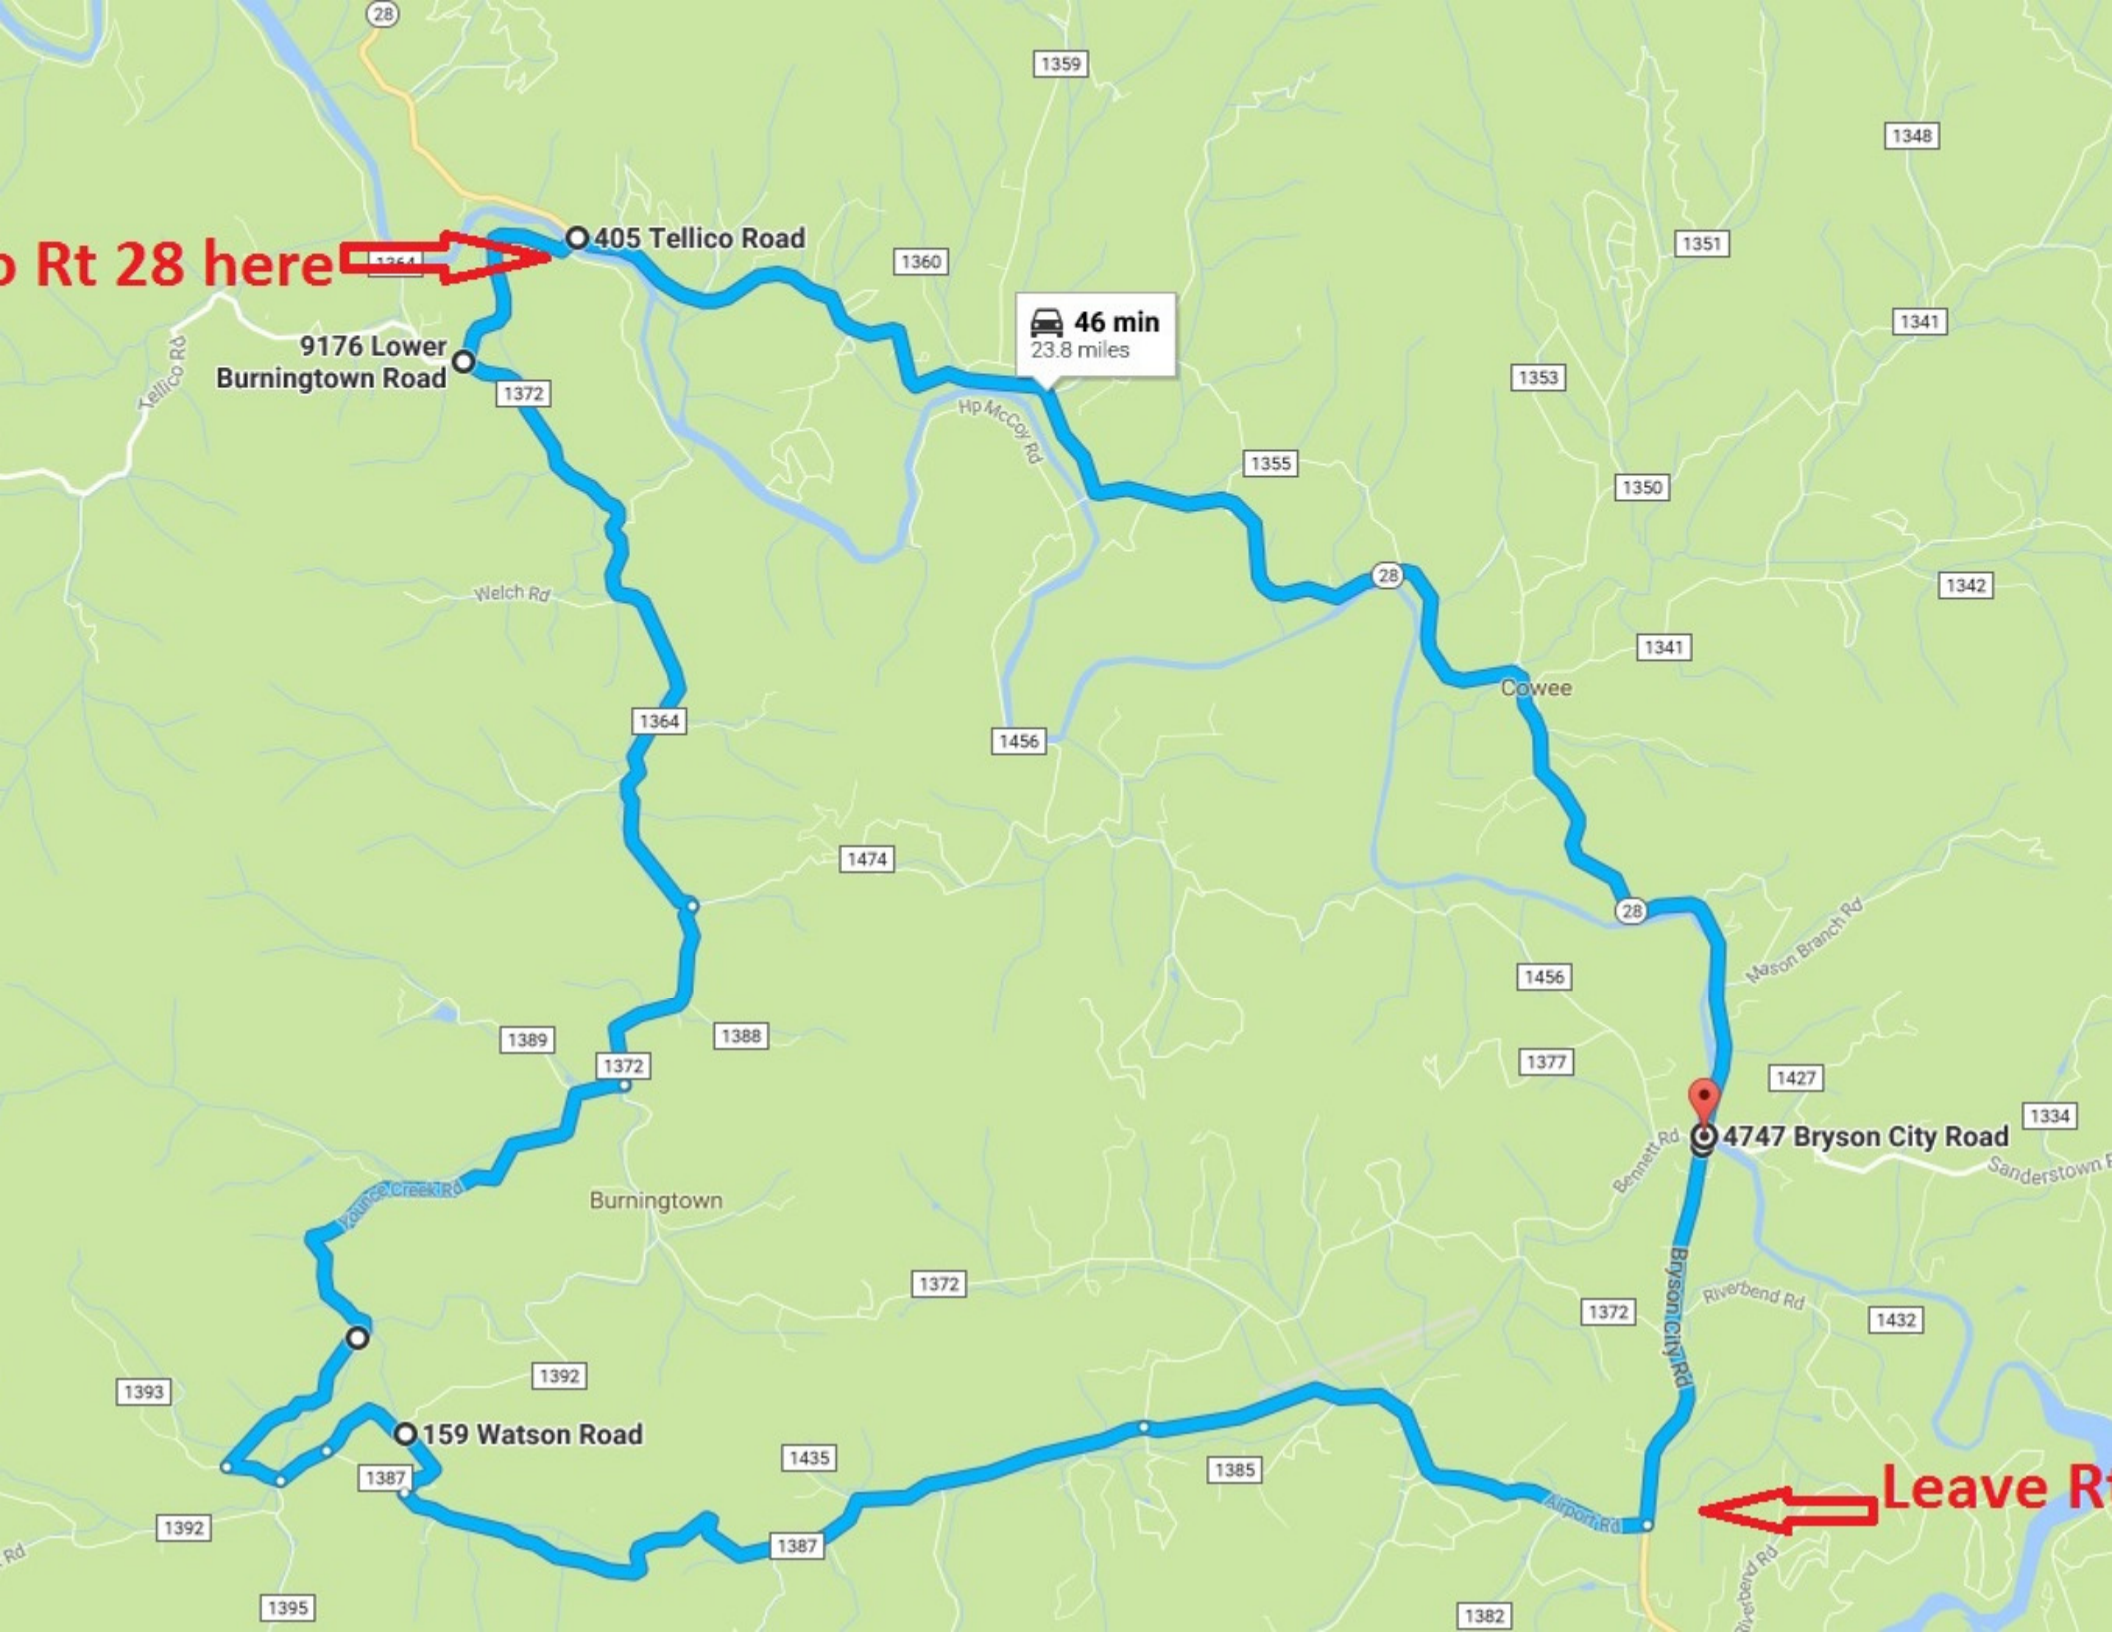 28
1359
1348
405 Tellico Road
1351
o Rt 28 here
1364
1360
46 min
23.8 miles
1341
9176 Lower
Burningtown Road
Tellico Rd
1372
1353
Hp McCoy Rd
1355
1350
28
1342
Welch Rd
1341
Cowee
1364
1456
1474
28
Mason Branch Rd
1456
1389
1388
1372
1377
1427
1334
4747 Bryson City Road
Bennett Rd
Sanderstown R
Younce Creek Rd
Burningtown
1372
1372
Bryson City Rd
Riverbend Rd
1432
1393
1392
159 Watson Road
1387
1435
1385
Leave Rt
Airport Rd
1392
1387
Rd
Riverbend Rd
1395
1382